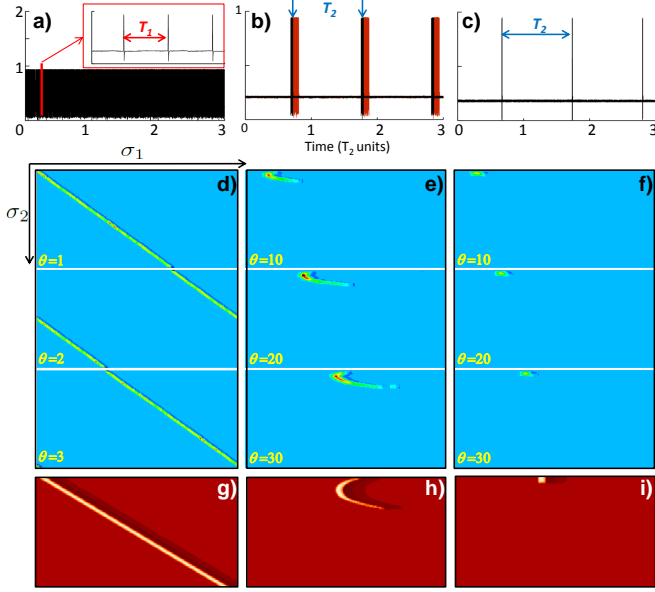 a)
T₁
2
1
0 1 2 3
b)
T₂
1
0 1 2 3
Time (T₂ units)
c)
T₂
0 1 2 3
σ₁
σ₂
d)
θ=1
θ=2
θ=3
e)
θ=10
θ=20
θ=30
f)
θ=10
θ=20
θ=30
g)
h)
i)